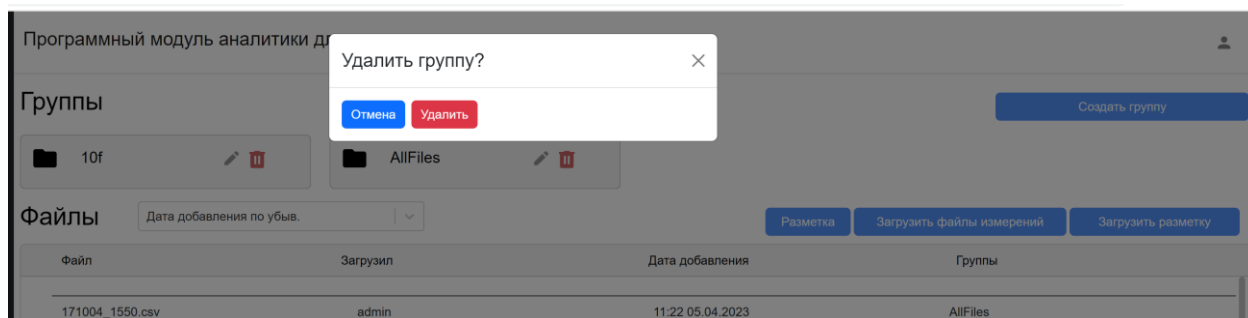 Программный модуль аналитики
Удалить группу?
Отмена Удалить
Группы
Создать группу
10f AllFiles
Файлы Дата добавления по убыв. Разметка Загрузить файлы измерений Загрузить разметку
Файл Загрузил Дата добавления Группы
171004_1550.csv admin 11:22 05.04.2023 AllFiles